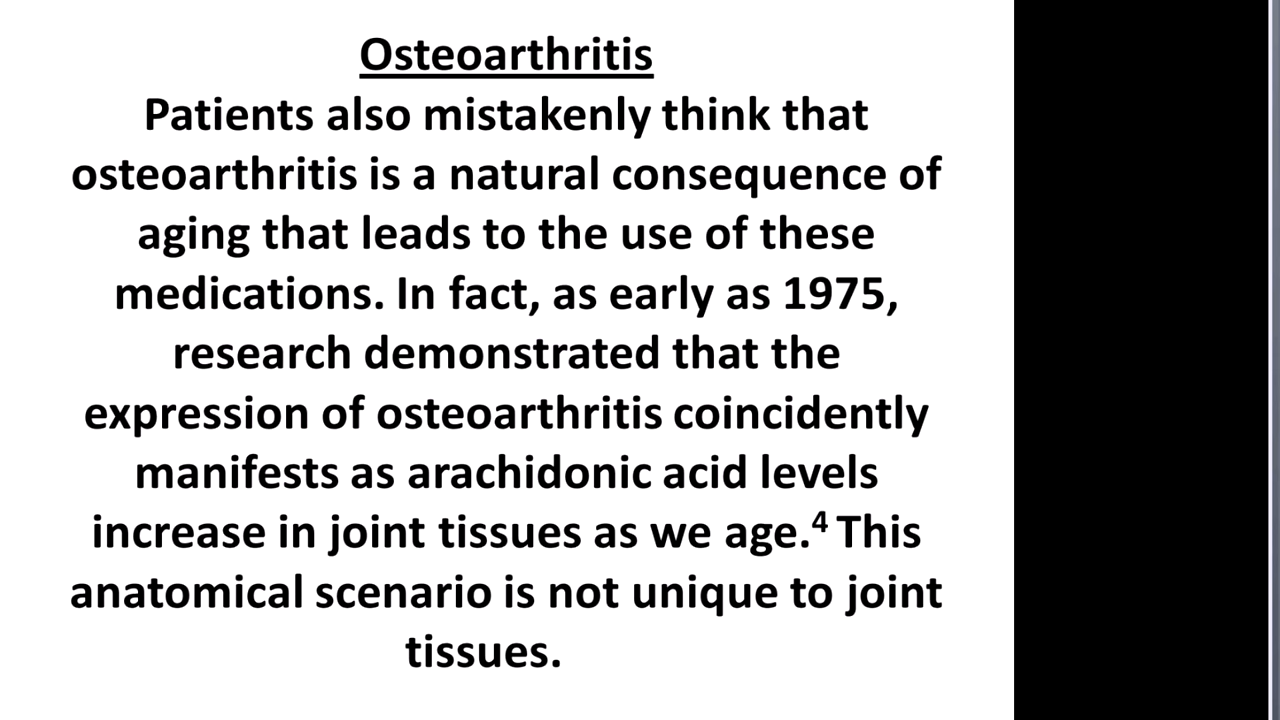 Osteoarthritis
Patients also mistakenly think that
osteoarthritis is a natural consequence of
aging that leads to the use of these
medications. In fact, as early as 1975,
research demonstrated that the
expression of osteoarthritis coincidently
manifests as arachidonic acid levels
increase in joint tissues as we age.⁴ This
anatomical scenario is not unique to joint
tissues.